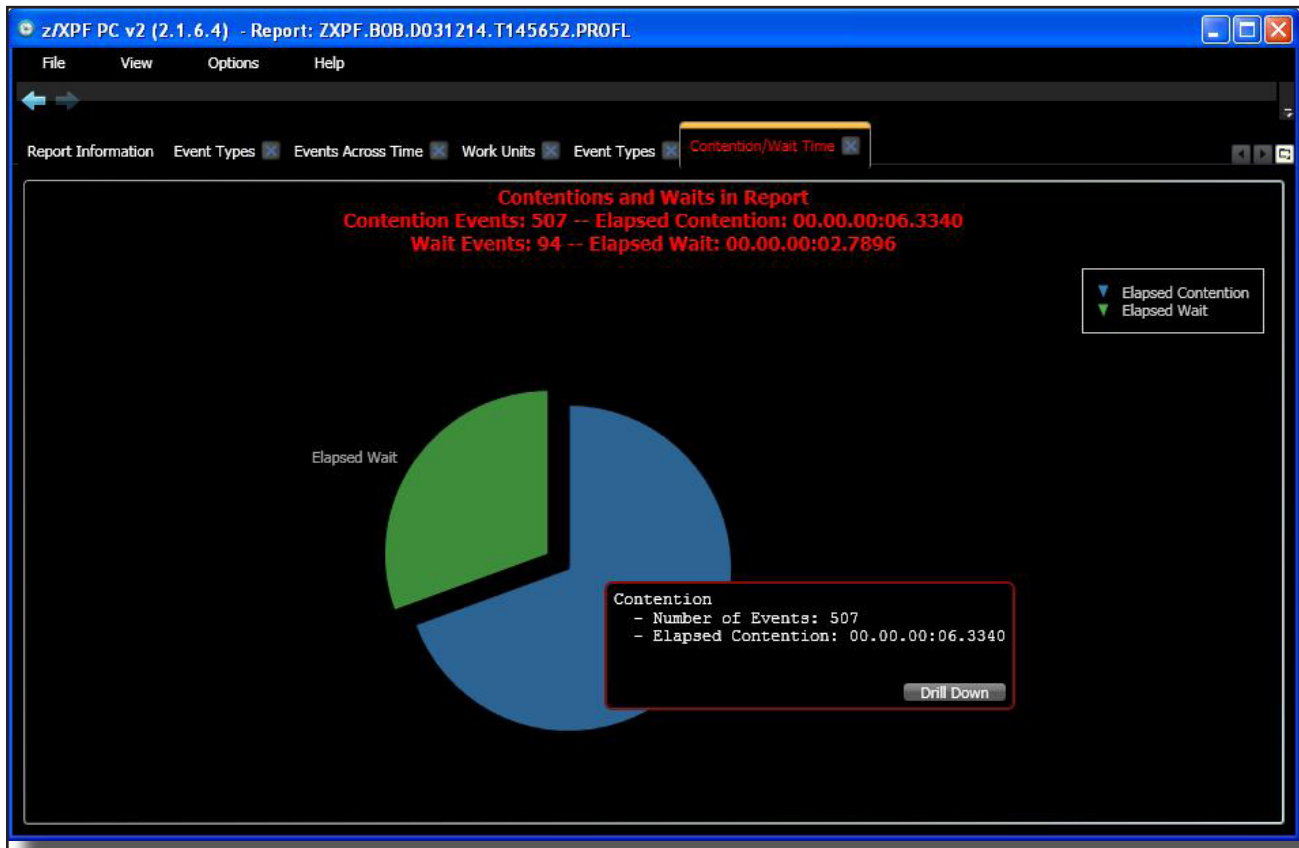 z/XPF PC v2 (2.1.6.4) - Report: ZXPF.BOB.D031214.T145652.PROFL
File View Options Help
Report Information Event Types Events Across Time Work Units Event Types Contention/Wait Time
Contentions and Waits in Report
Contention Events: 507 -- Elapsed Contention: 00.00.00:06.3340
Wait Events: 94 -- Elapsed Wait: 00.00.00:02.7896
Elapsed Contention
Elapsed Wait
Elapsed Wait
Contention
- Number of Events: 507
- Elapsed Contention: 00.00.00:06.3340
Drill Down